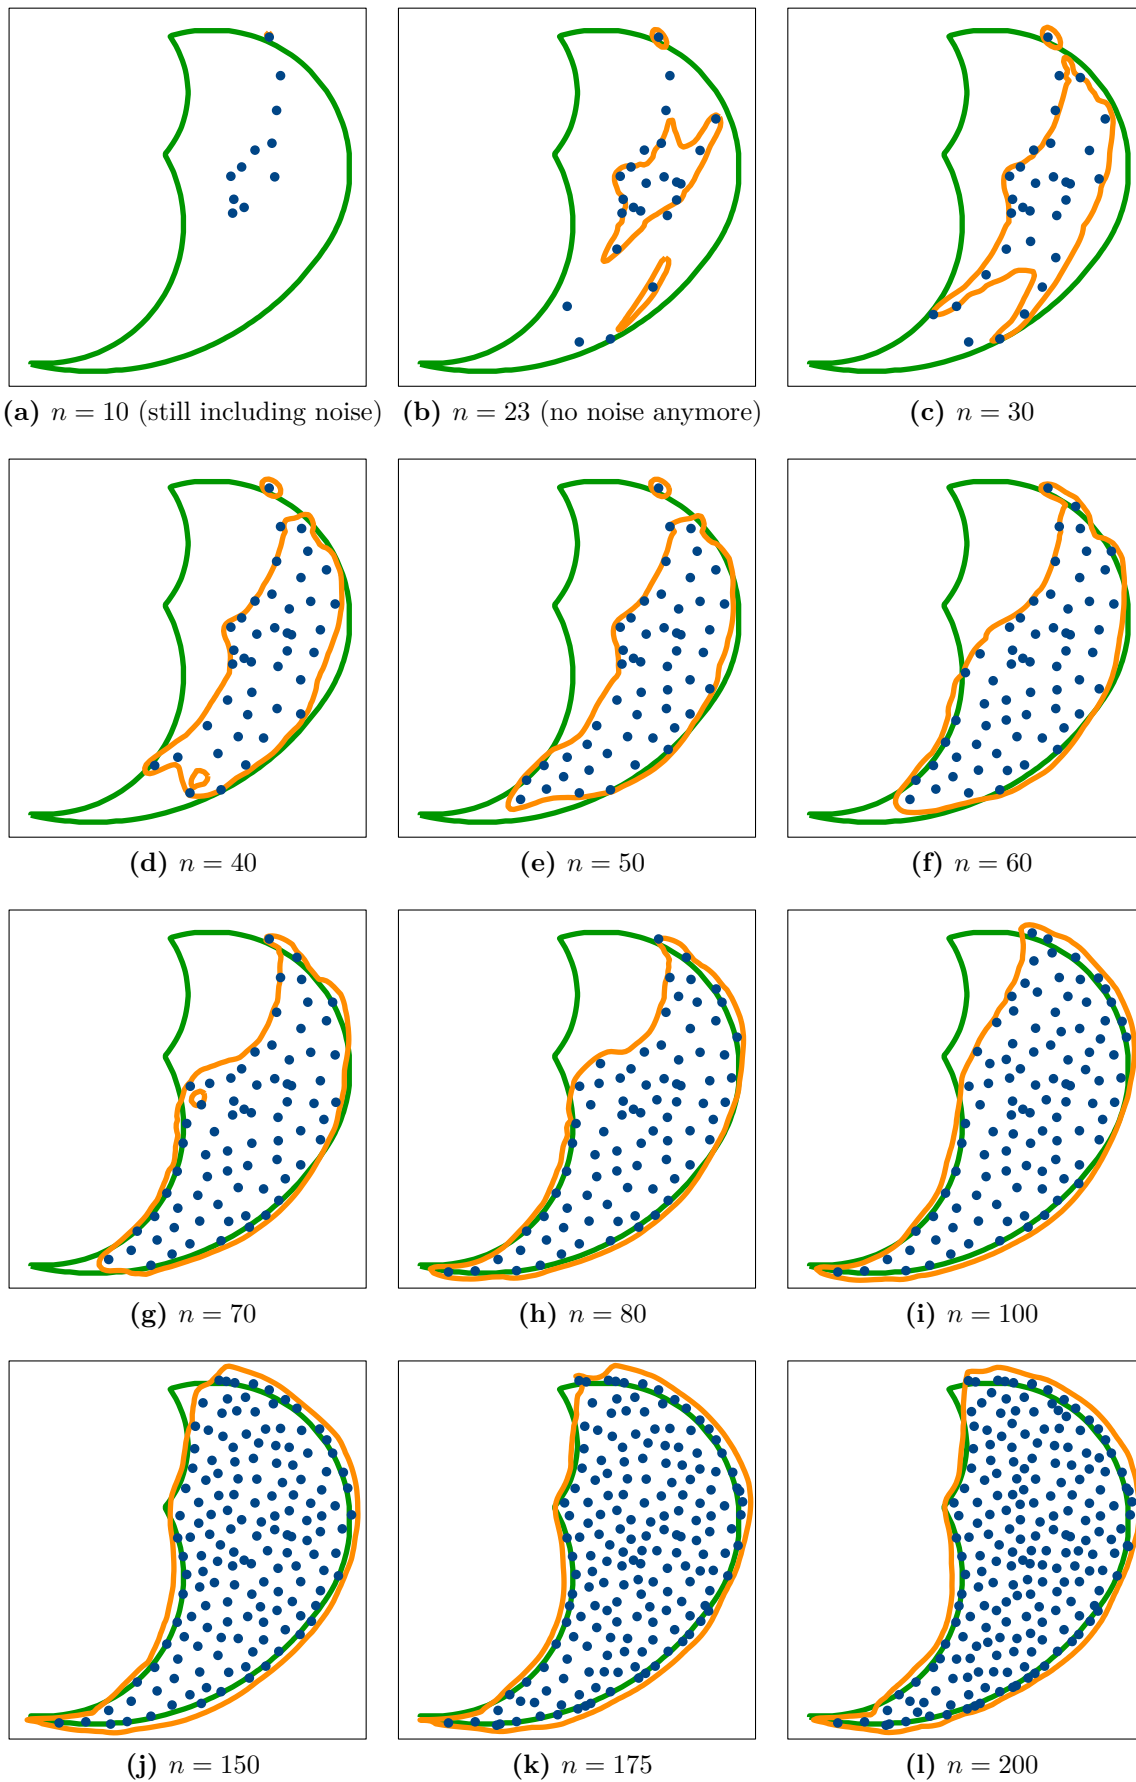 (a) n = 10 (still including noise)
(b) n = 23 (no noise anymore)
(c) n = 30
(d) n = 40
(e) n = 50
(f) n = 60
(g) n = 70
(h) n = 80
(i) n = 100
(j) n = 150
(k) n = 175
(l) n = 200